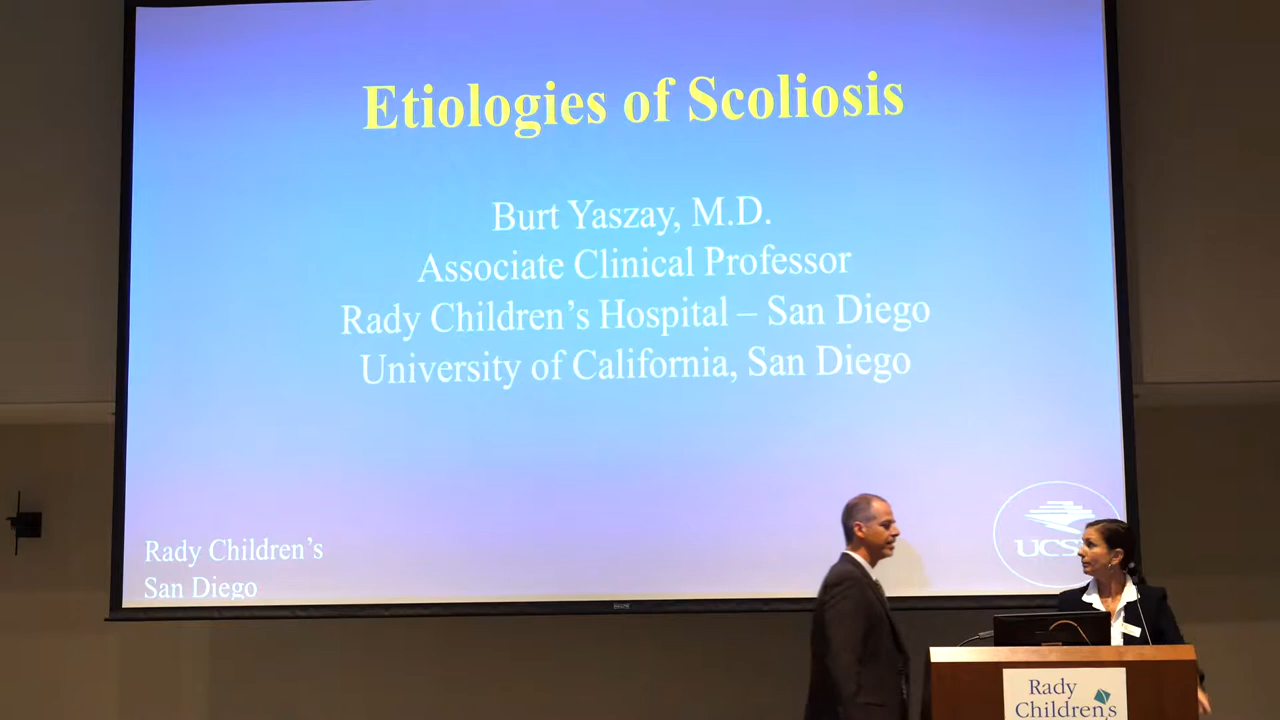 Etiologies of Scoliosis
Burt Yaszay, M.D.
Associate Clinical Professor
Rady Children's Hospital – San Diego
University of California, San Diego
Rady Children's
San Diego
UCS
Rady
Children's